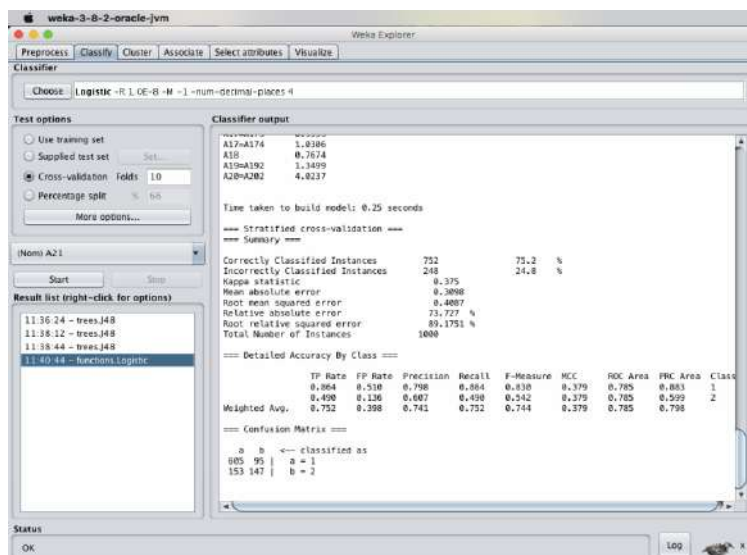 weka-3-8-2-oracle-jvm
Weka Explorer
Preprocess Classify Cluster Associate Select attributes Visualize
Classifier
Choose Logistic -R 1.0E-8 -M -1 -num-decimal-places 4
Test options
Use training set
Supplied test set Set...
Cross-validation Folds 10
Percentage split % 66
More options...
(Nom) A21
Start Stop
Result list (right-click for options)
11:36:24 - trees.J48
11:38:12 - trees.J48
11:38:44 - trees.J48
11:40:44 - functions.Logistic
Classifier output
A17=A174 1.0306
A18 0.7674
A19=A192 1.3499
A20=A202 4.0237
Time taken to build model: 0.25 seconds
=== Stratified cross-validation ===
=== Summary ===
Correctly Classified Instances 752 75.2 %
Incorrectly Classified Instances 248 24.8 %
Kappa statistic 0.375
Mean absolute error 0.3098
Root mean squared error 0.4087
Relative absolute error 73.727 %
Root relative squared error 89.1751 %
Total Number of Instances 1000
=== Detailed Accuracy By Class ===
TP Rate FP Rate Precision Recall F-Measure MCC ROC Area PRC Area Class
0.864 0.510 0.798 0.864 0.830 0.379 0.785 0.883 1
0.490 0.136 0.607 0.490 0.542 0.379 0.785 0.599 2
Weighted Avg. 0.752 0.398 0.741 0.752 0.744 0.379 0.785 0.798
=== Confusion Matrix ===
a b <-- classified as
605 95 | a = 1
153 147 | b = 2
Status
OK
Log
x 0